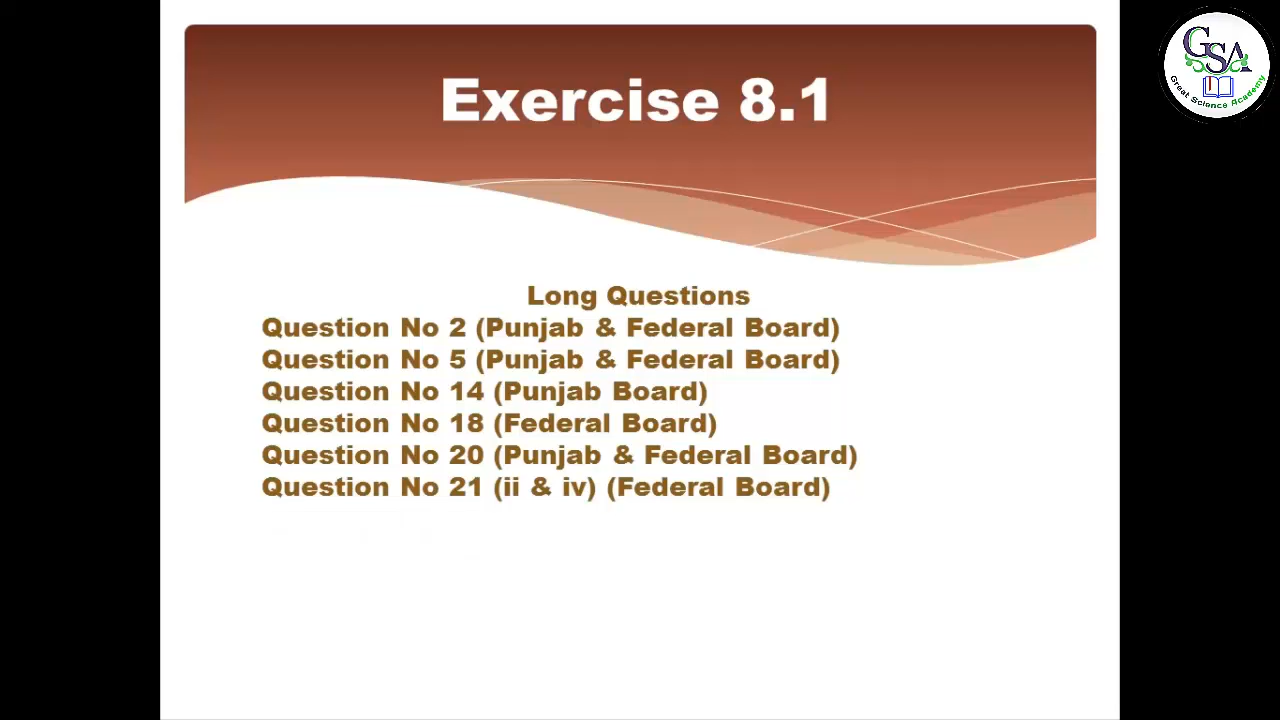 Exercise 8.1
GSA
Great Science Academy
Long Questions
Question No 2 (Punjab & Federal Board)
Question No 5 (Punjab & Federal Board)
Question No 14 (Punjab Board)
Question No 18 (Federal Board)
Question No 20 (Punjab & Federal Board)
Question No 21 (ii & iv) (Federal Board)